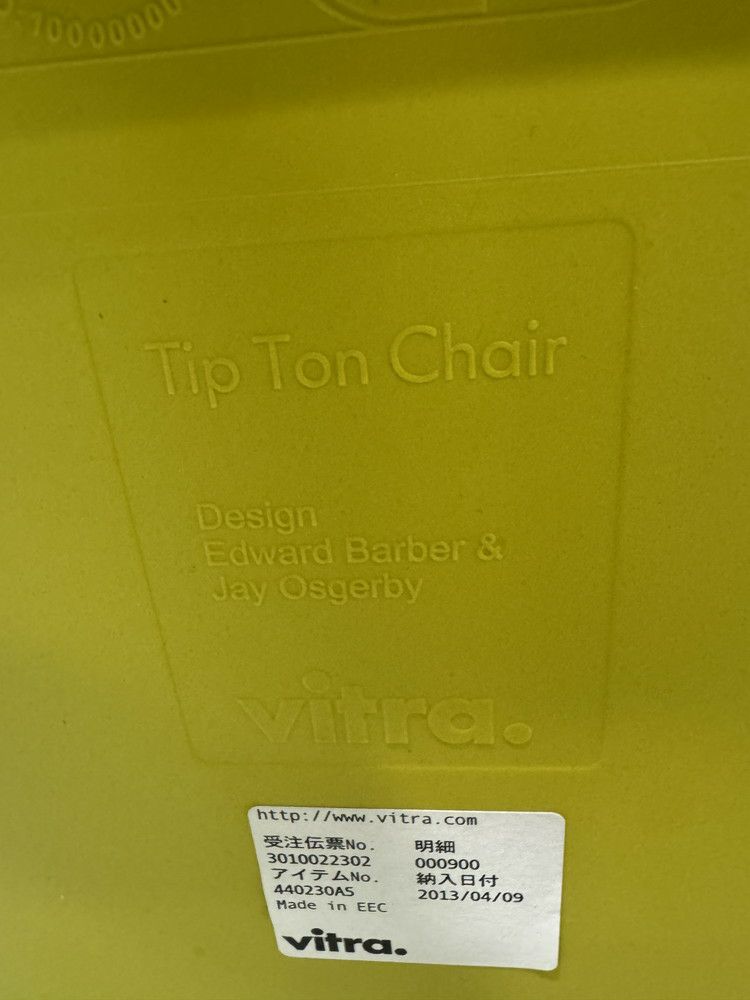 10000000
Tip Ton Chair
Design
Edward Barber &
Jay Osgerby
vitra.
http://www.vitra.com
受注伝票No. 明細
3010022302 000900
アイテムNo. 納入日付
440230AS 2013/04/09
Made in EEC
vitra.